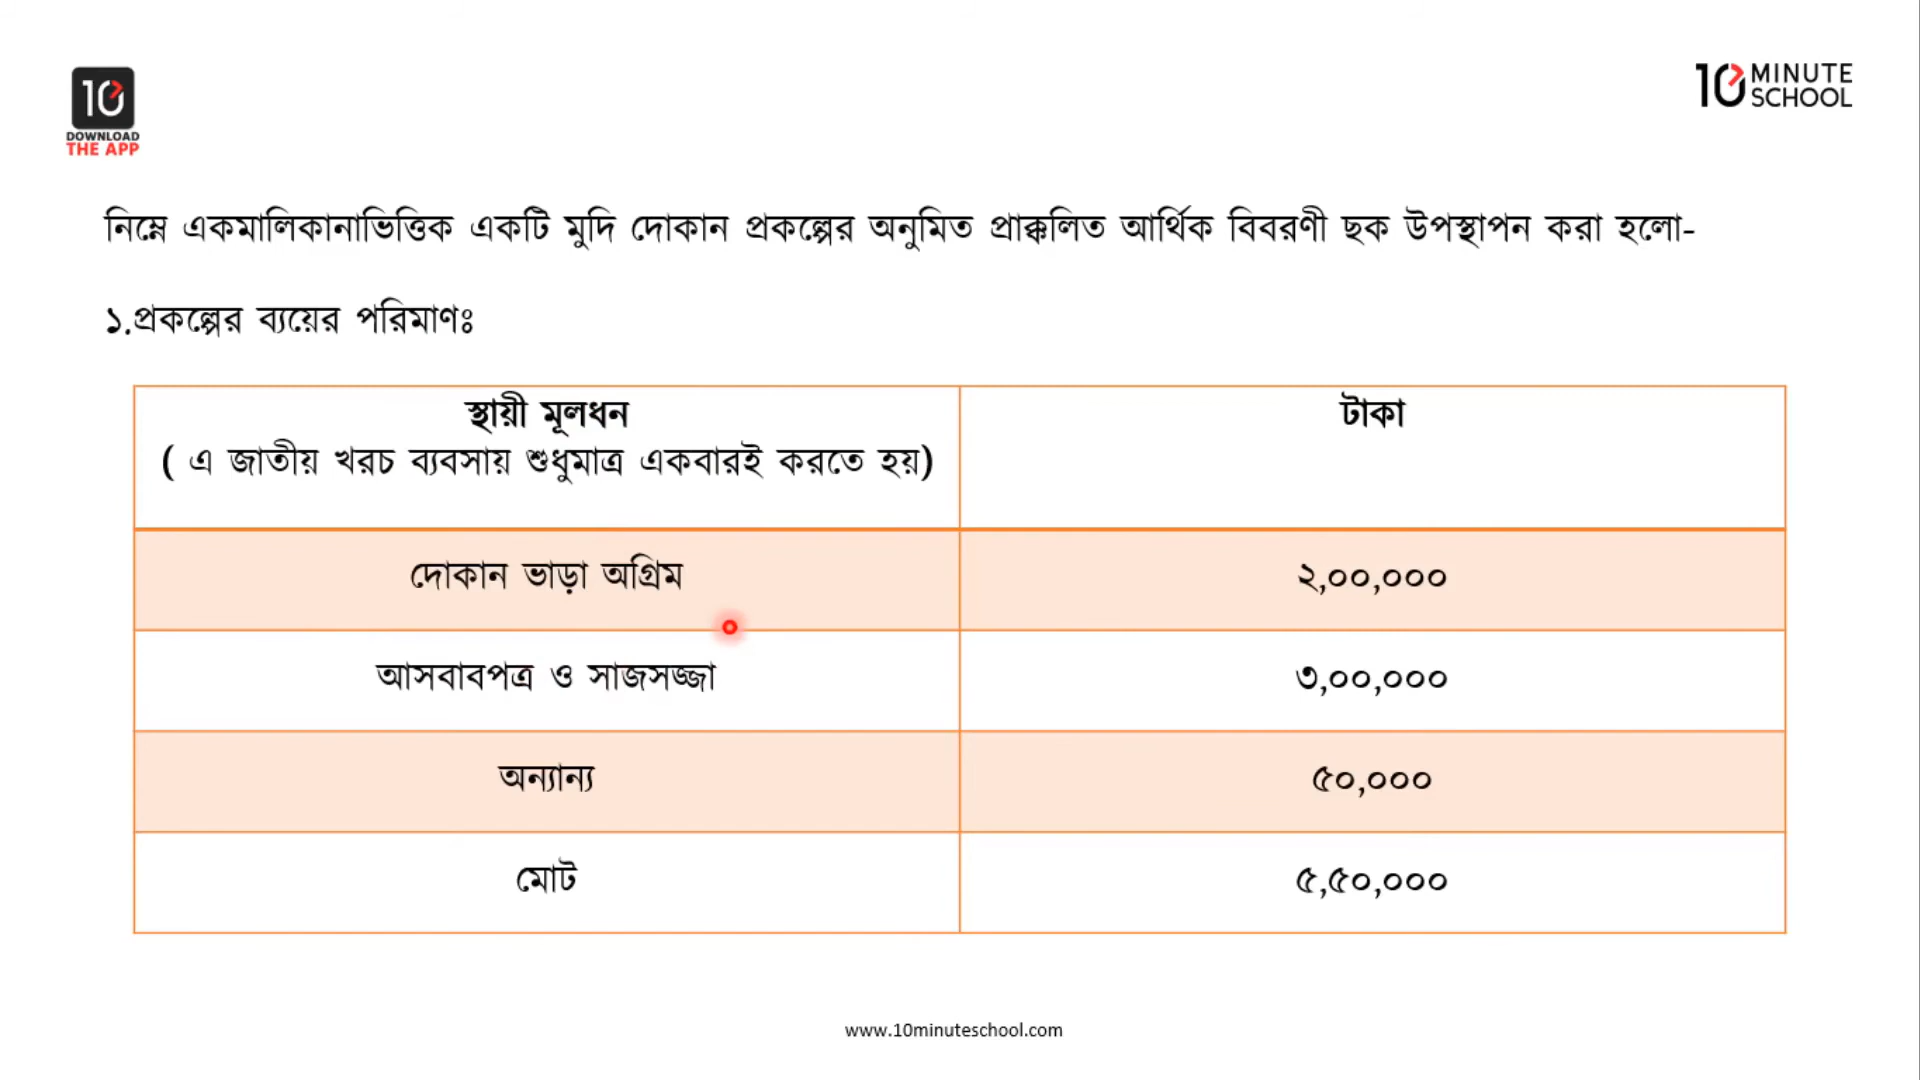 10
DOWNLOAD
THE APP
10 MINUTE
SCHOOL
নিম্নে একমালিকানাভিত্তিক একটি মুদি দোকান প্রকল্পের অনুমিত প্রাক্কলিত আর্থিক বিবরণী ছক উপস্থাপন করা হলো-
১.প্রকল্পের ব্যয়ের পরিমাণঃ
স্থায়ী মূলধন
টাকা
( এ জাতীয় খরচ ব্যবসায় শুধুমাত্র একবারই করতে হয়)
দোকান ভাড়া অগ্রিম ২,০০,০০০
আসবাবপত্র ও সাজসজ্জা ৩,০০,০০০
অন্যান্য ৫০,০০০
মোট ৫,৫০,০০০
www.10minuteschool.com